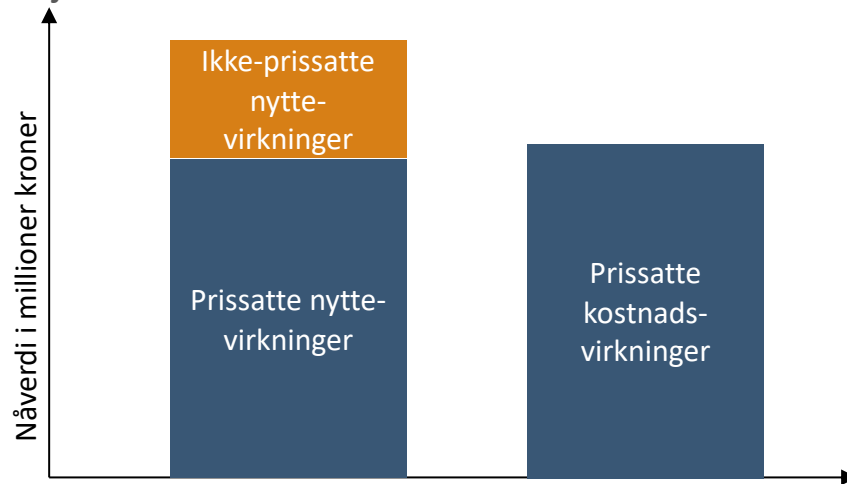 Ikke-prissatte
nytte-
virkninger
Prissatte nytte-
virkninger
Prissatte
kostnads-
virkninger
Nåverdi i millioner kroner